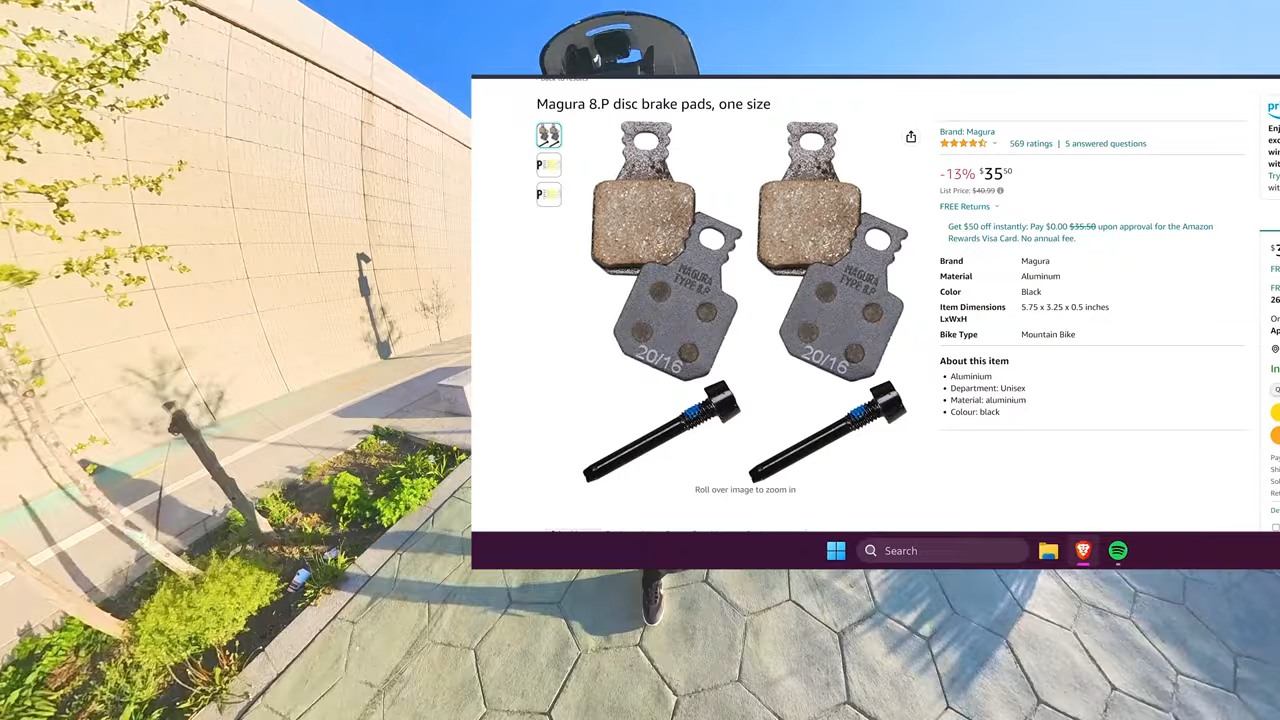 Back to results
Magura 8.P disc brake pads, one size
MAGURA
TYPE 8.P
20/16
MAGURA
TYPE 8.P
20/16
Roll over image to zoom in
Brand: Magura
569 ratings | 5 answered questions
-13% $35 50
List Price: $40.99
FREE Returns
Get $50 off instantly: Pay $0.00 $35.50 upon approval for the Amazon
Rewards Visa Card. No annual fee.
Brand Magura
Material Aluminum
Color Black
Item Dimensions 5.75 x 3.25 x 0.5 inches
LxWxH
Bike Type Mountain Bike
About this item
• Aluminium
• Department: Unisex
• Material: aluminium
• Colour: black
Search